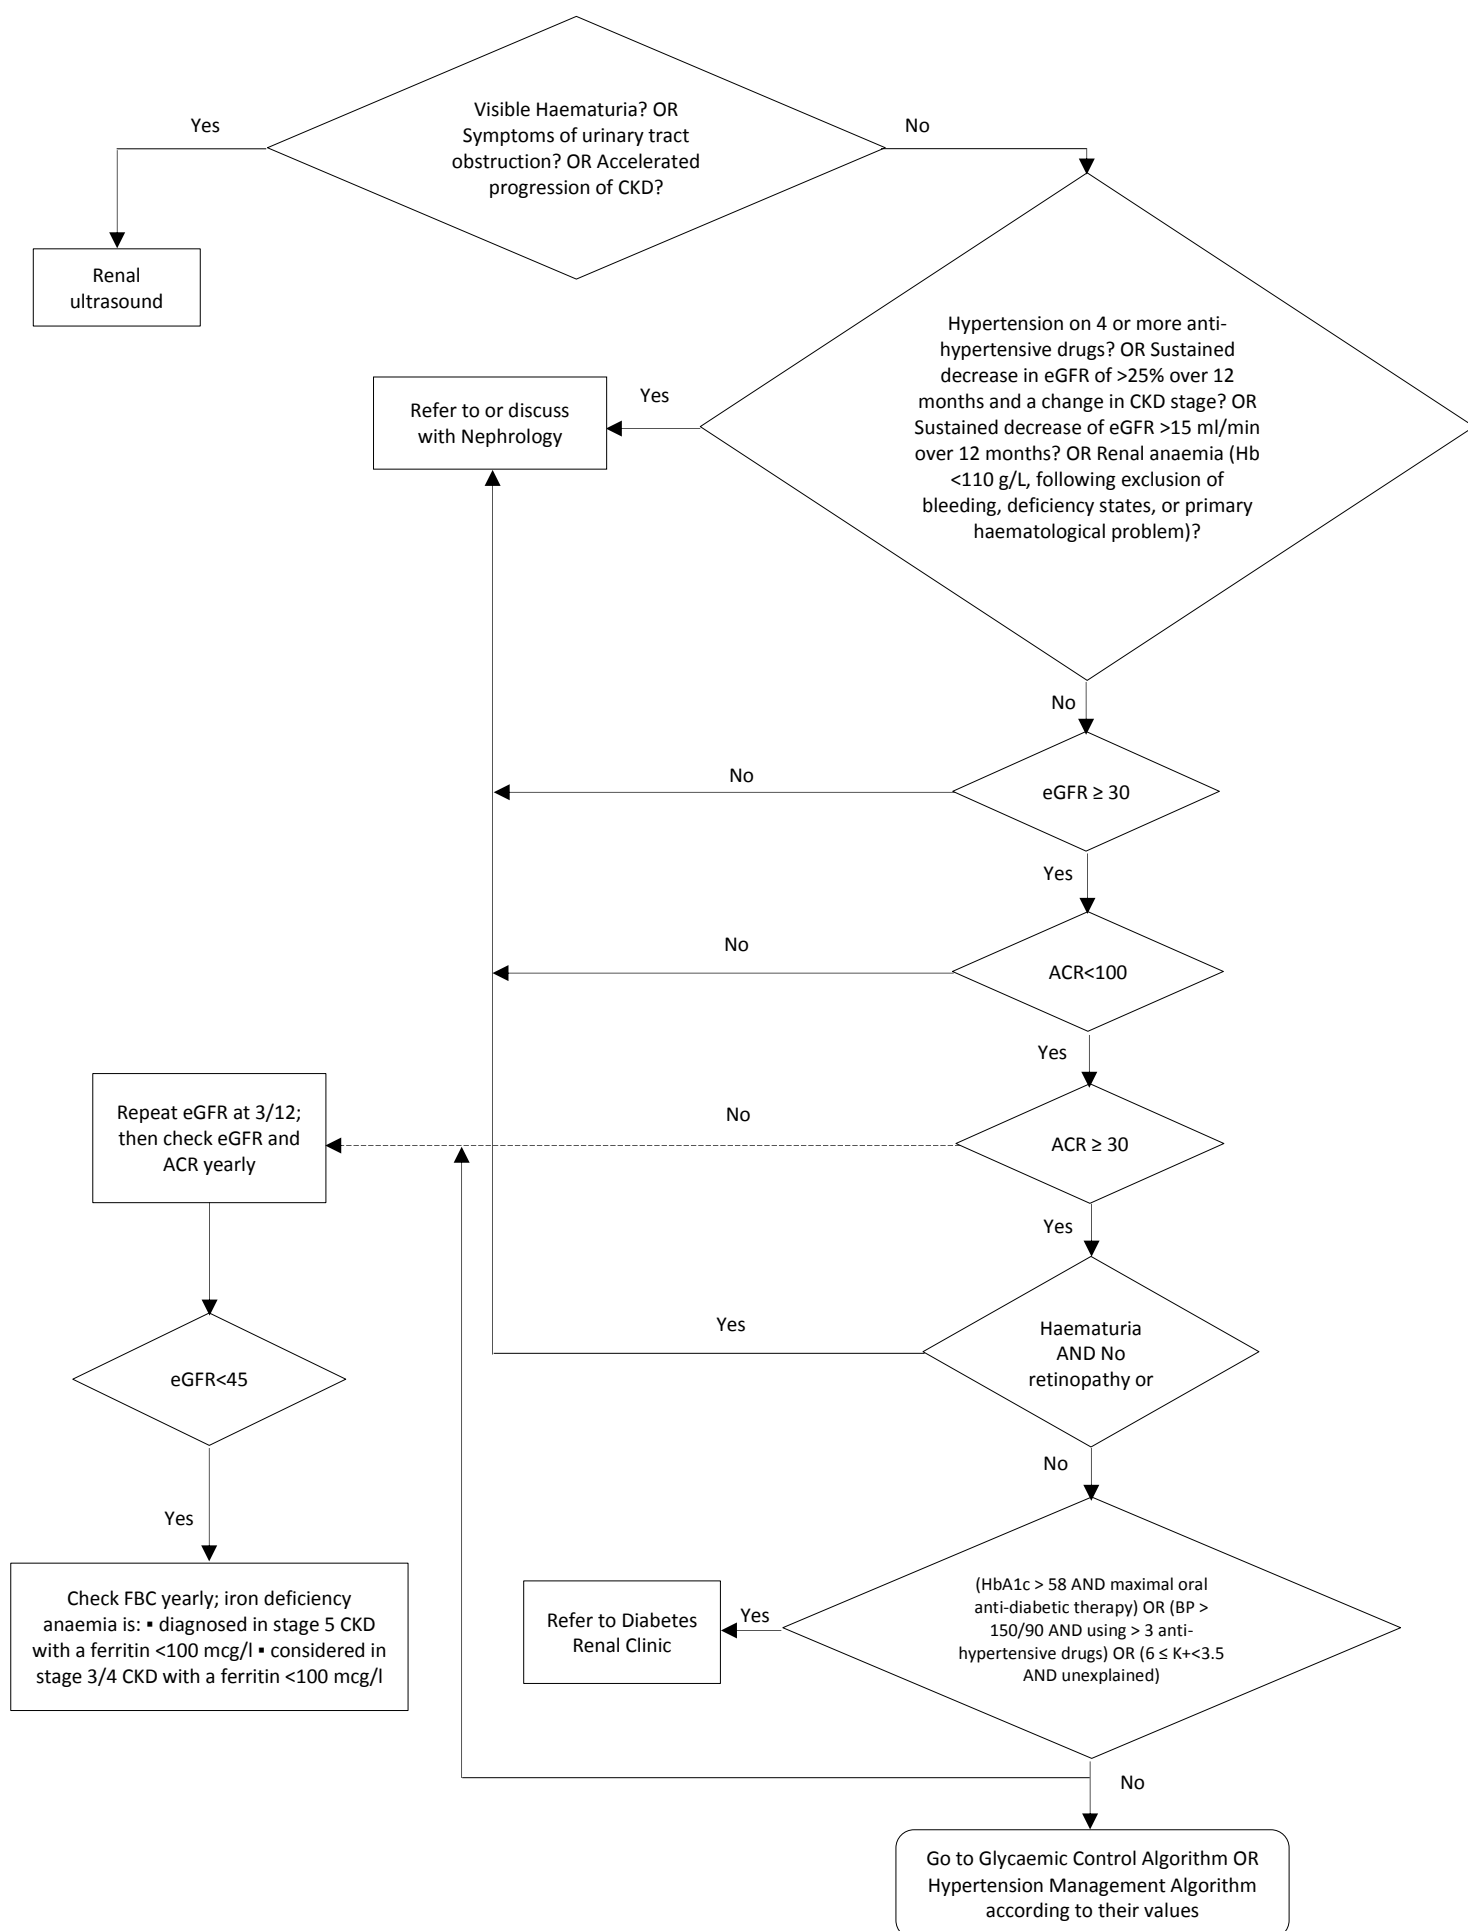 Visible Haematuria? OR
Symptoms of urinary tract
obstruction? OR Accelerated
progression of CKD?
Yes
No
Renal
ultrasound
Hypertension on 4 or more anti-
hypertensive drugs? OR Sustained
decrease in eGFR of >25% over 12
months and a change in CKD stage? OR
Sustained decrease of eGFR >15 ml/min
over 12 months? OR Renal anaemia (Hb
<110 g/L, following exclusion of
bleeding, deficiency states, or primary
haematological problem)?
Yes
Refer to or discuss
with Nephrology
No
eGFR ≥ 30
No
Yes
ACR<100
No
Yes
ACR ≥ 30
No
Repeat eGFR at 3/12;
then check eGFR and
ACR yearly
Yes
Haematuria
AND No
retinopathy or
Yes
eGFR<45
No
Yes
Check FBC yearly; iron deficiency
anaemia is: ▪ diagnosed in stage 5 CKD
with a ferritin <100 mcg/l ▪ considered in
stage 3/4 CKD with a ferritin <100 mcg/l
(HbA1c > 58 AND maximal oral
anti-diabetic therapy) OR (BP >
150/90 AND using > 3 anti-
hypertensive drugs) OR (6 ≤ K+<3.5
AND unexplained)
Yes
Refer to Diabetes
Renal Clinic
No
Go to Glycaemic Control Algorithm OR
Hypertension Management Algorithm
according to their values